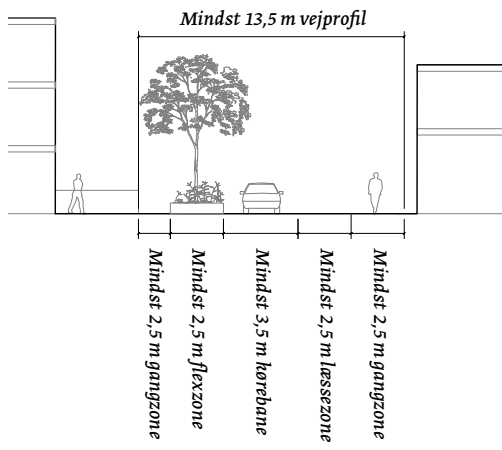 Mindst 13,5 m vejprofil
Mindst 2,5 m gangzone
Mindst 2,5 m flexzone
Mindst 3,5 m kørebane
Mindst 2,5 m læssezone
Mindst 2,5 m gangzone